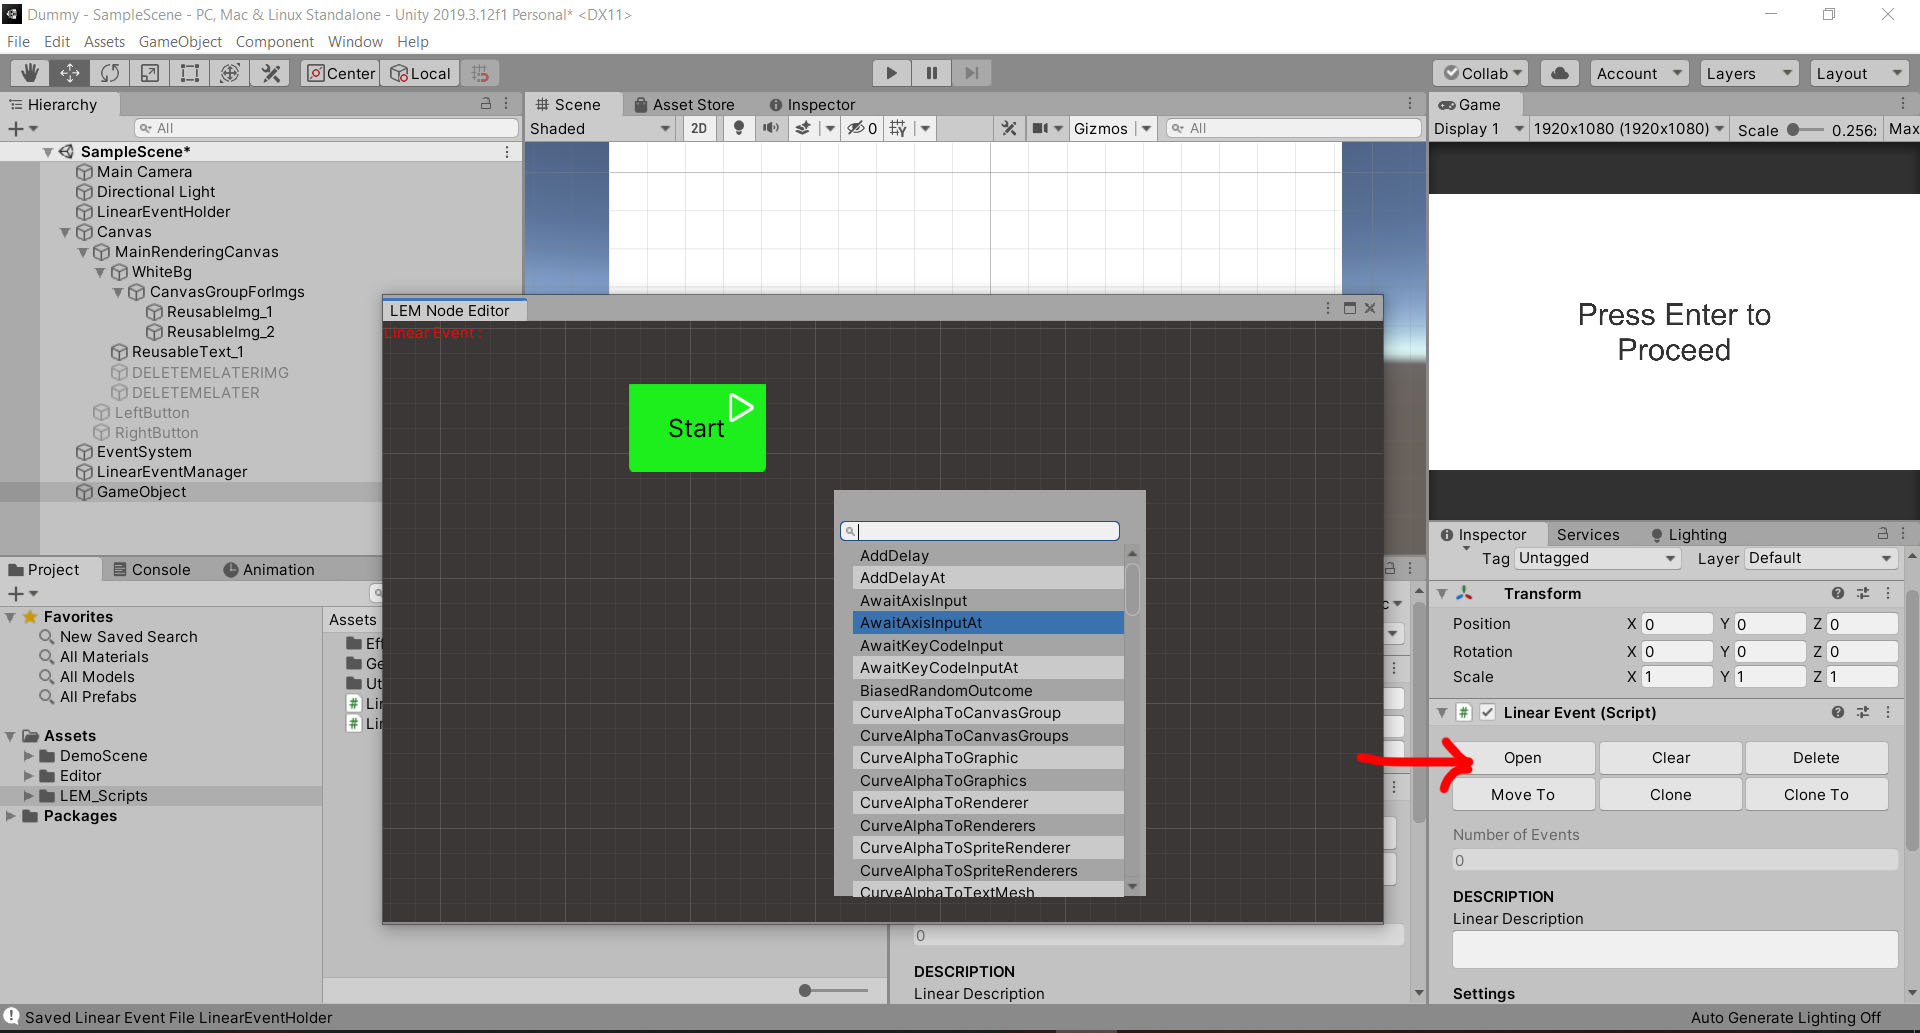 Dummy - SampleScene - PC, Mac & Linux Standalone - Unity 2019.3.12f1 Personal* <DX11>
File Edit Assets GameObject Component Window Help
Center Local Collab Account Layers Layout
Hierarchy
All
SampleScene*
Main Camera
Directional Light
LinearEventHolder
Canvas
MainRenderingCanvas
WhiteBg
CanvasGroupForImgs
ReusableImg_1
ReusableImg_2
ReusableText_1
DELETEMELATERIMG
DELETEMELATER
LeftButton
RightButton
EventSystem
LinearEventManager
GameObject
Scene Asset Store Inspector
Shaded 2D 0 Gizmos All
Game
Display 1 1920x1080 (1920x1080) Scale 0.256 Max
Press Enter to
Proceed
LEM Node Editor
Linear Event :
Start
AddDelay
AddDelayAt
AwaitAxisInput
AwaitAxisInputAt
AwaitKeyCodeInput
AwaitKeyCodeInputAt
BiasedRandomOutcome
CurveAlphaToCanvasGroup
CurveAlphaToCanvasGroups
CurveAlphaToGraphic
CurveAlphaToGraphics
CurveAlphaToRenderer
CurveAlphaToRenderers
CurveAlphaToSpriteRenderer
CurveAlphaToSpriteRenderers
CurveAlphaToTextMesh
Project Console Animation
Favorites
New Saved Search
All Materials
All Models
All Prefabs
Assets
DemoScene
Editor
LEM_Scripts
Packages
Assets
Ef
Ge
Ut
Li
Li
c
0
DESCRIPTION
Linear Description
Inspector Services Lighting
Tag Untagged Layer Default
Transform
Position X 0 Y 0 Z 0
Rotation X 0 Y 0 Z 0
Scale X 1 Y 1 Z 1
# Linear Event (Script)
Open Clear Delete
Move To Clone Clone To
Number of Events
0
DESCRIPTION
Linear Description
Settings
Saved Linear Event File LinearEventHolder
Auto Generate Lighting Off